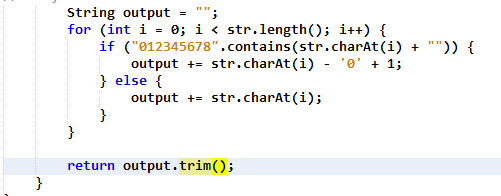 String output = "";
for (int i = 0; i < str.length(); i++) {
if ("012345678".contains(str.charAt(i) + "")) {
output += str.charAt(i) - '0' + 1;
} else {
output += str.charAt(i);
}
}
return output.trim();
}